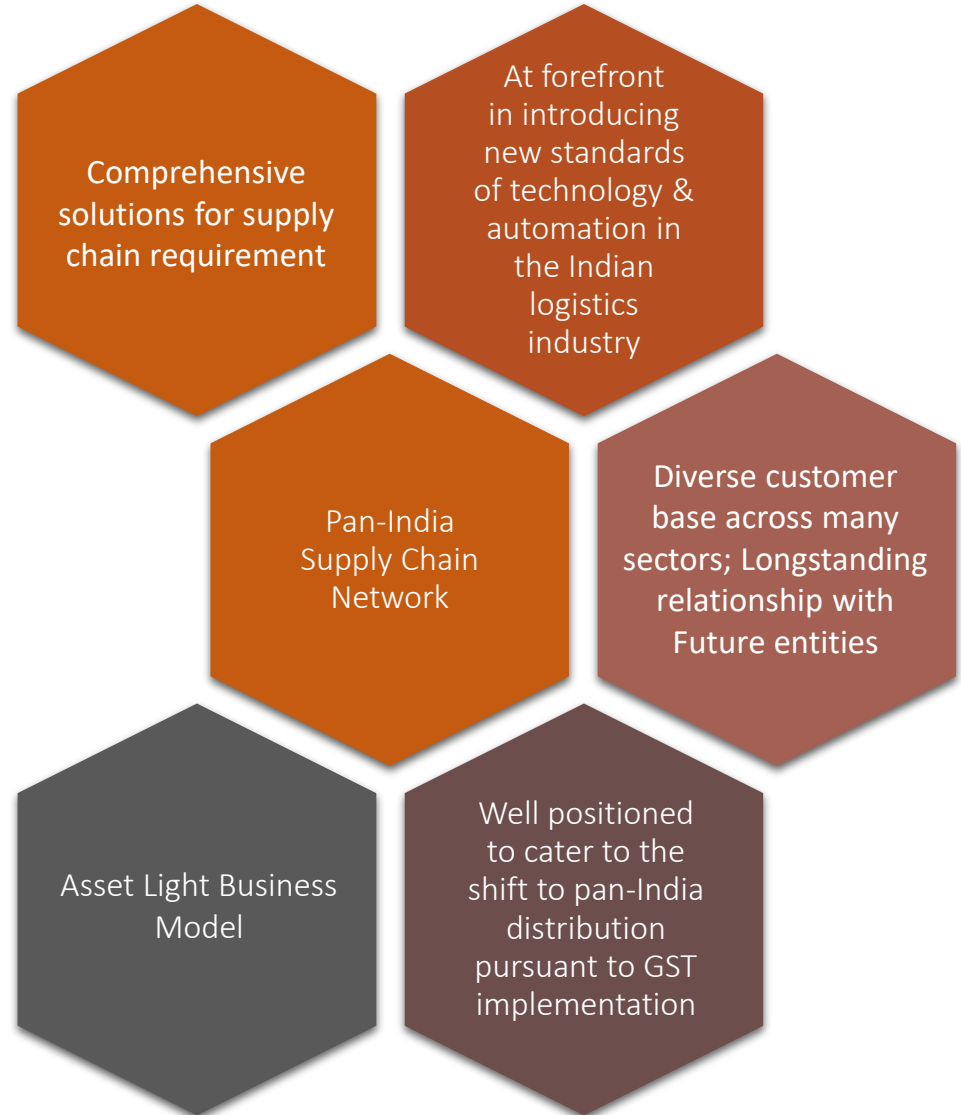 Comprehensive
solutions for supply
chain requirement
At forefront
in introducing
new standards
of technology &
automation in
the Indian
logistics
industry
Pan-India
Supply Chain
Network
Diverse customer
base across many
sectors; Longstanding
relationship with
Future entities
Asset Light Business
Model
Well positioned
to cater to the
shift to pan-India
distribution
pursuant to GST
implementation